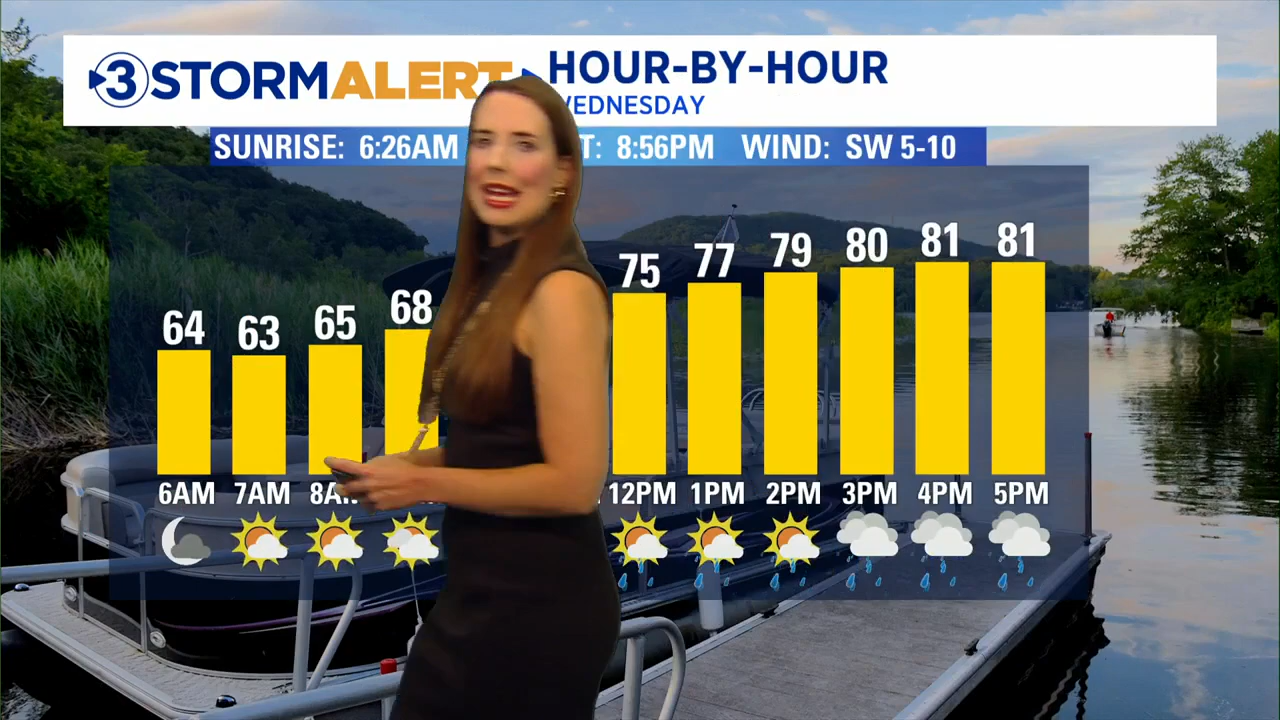 3 STORMALERT HOUR-BY-HOUR
WEDNESDAY
SUNRISE: 6:26AM T: 8:56PM WIND: SW 5-10
64 63 65 68 75 77 79 80 81 81
6AM 7AM 8AM 12PM 1PM 2PM 3PM 4PM 5PM